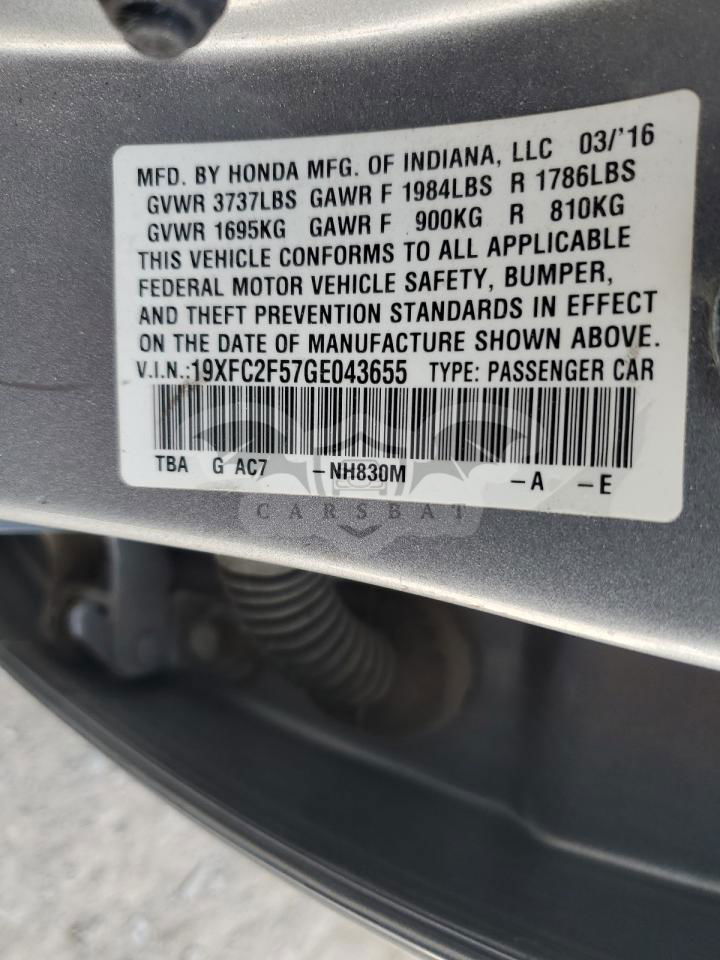 MFD. BY HONDA MFG. OF INDIANA, LLC 03/'16
GVWR 3737LBS GAWR F 1984LBS R 1786LBS
GVWR 1695KG GAWR F 900KG R 810KG
THIS VEHICLE CONFORMS TO ALL APPLICABLE
FEDERAL MOTOR VEHICLE SAFETY, BUMPER,
AND THEFT PREVENTION STANDARDS IN EFFECT
ON THE DATE OF MANUFACTURE SHOWN ABOVE.
V.I.N.:19XFC2F57GE043655 TYPE: PASSENGER CAR
TBA G AC7 -NH830M -A -E
CARSBAT